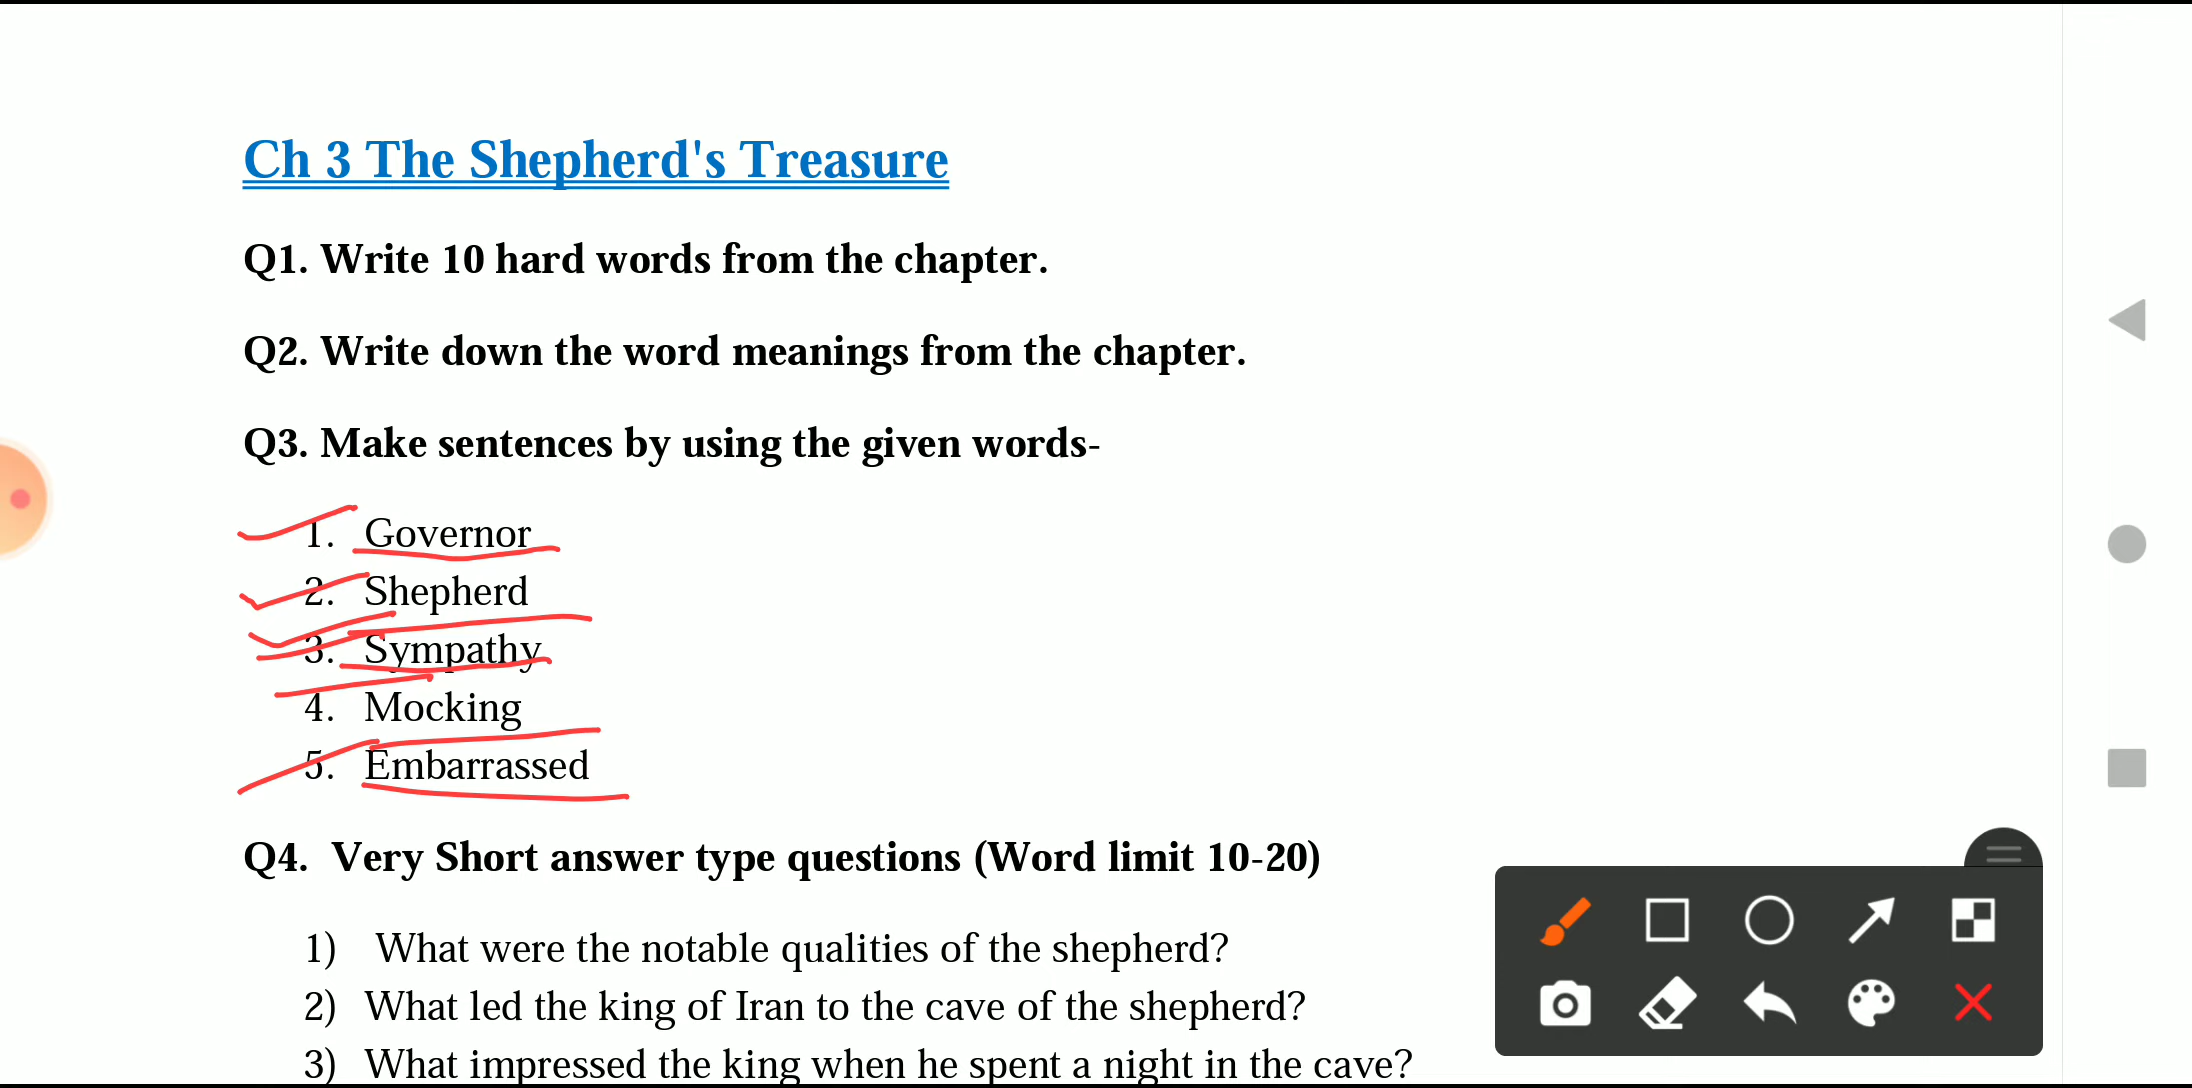 Ch 3 The Shepherd's Treasure
Q1. Write 10 hard words from the chapter.
Q2. Write down the word meanings from the chapter.
Q3. Make sentences by using the given words-
1. Governor
2. Shepherd
3. Sympathy
4. Mocking
5. Embarrassed
Q4. Very Short answer type questions (Word limit 10-20)
1) What were the notable qualities of the shepherd?
2) What led the king of Iran to the cave of the shepherd?
3) What impressed the king when he spent a night in the cave?